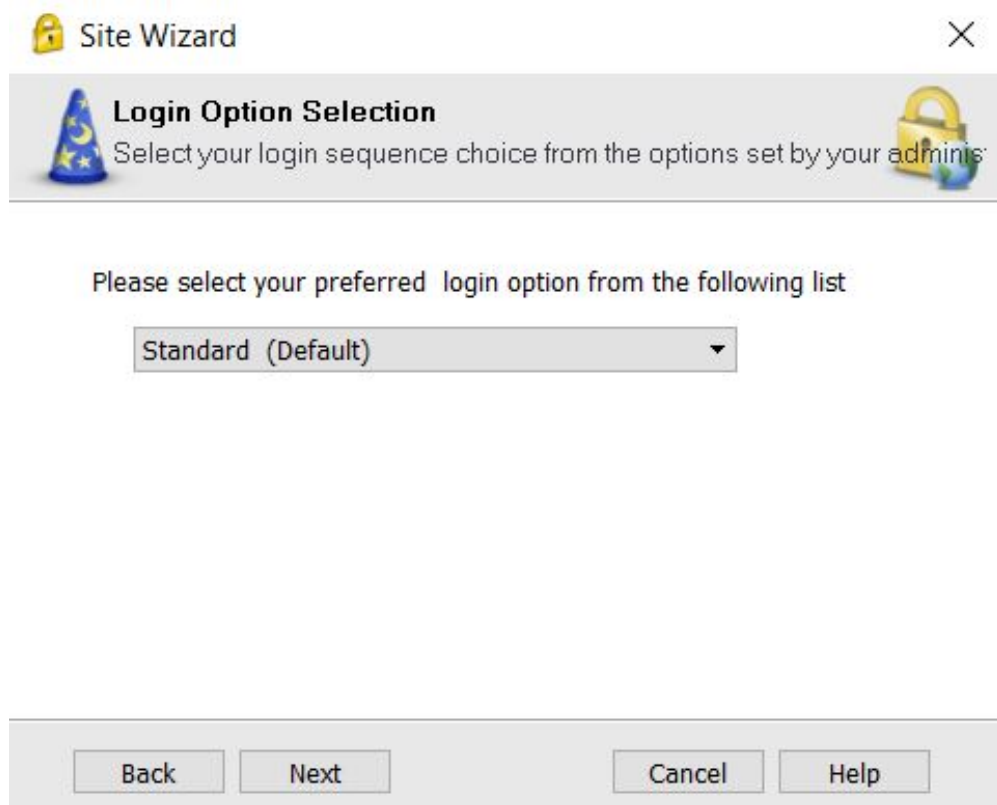 Site Wizard
Login Option Selection
Select your login sequence choice from the options set by your adminis
Please select your preferred  login option from the following list
Standard  (Default)
Back Next Cancel Help